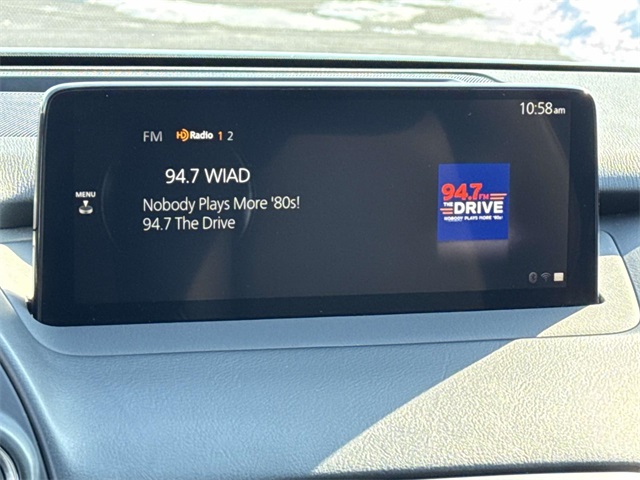 10:58am
FM HD Radio 1 2
94.7 WIAD
MENU
Nobody Plays More '80s!
94.7 The Drive
94.7 FM
THE DRIVE
NOBODY PLAYS MORE '80s!